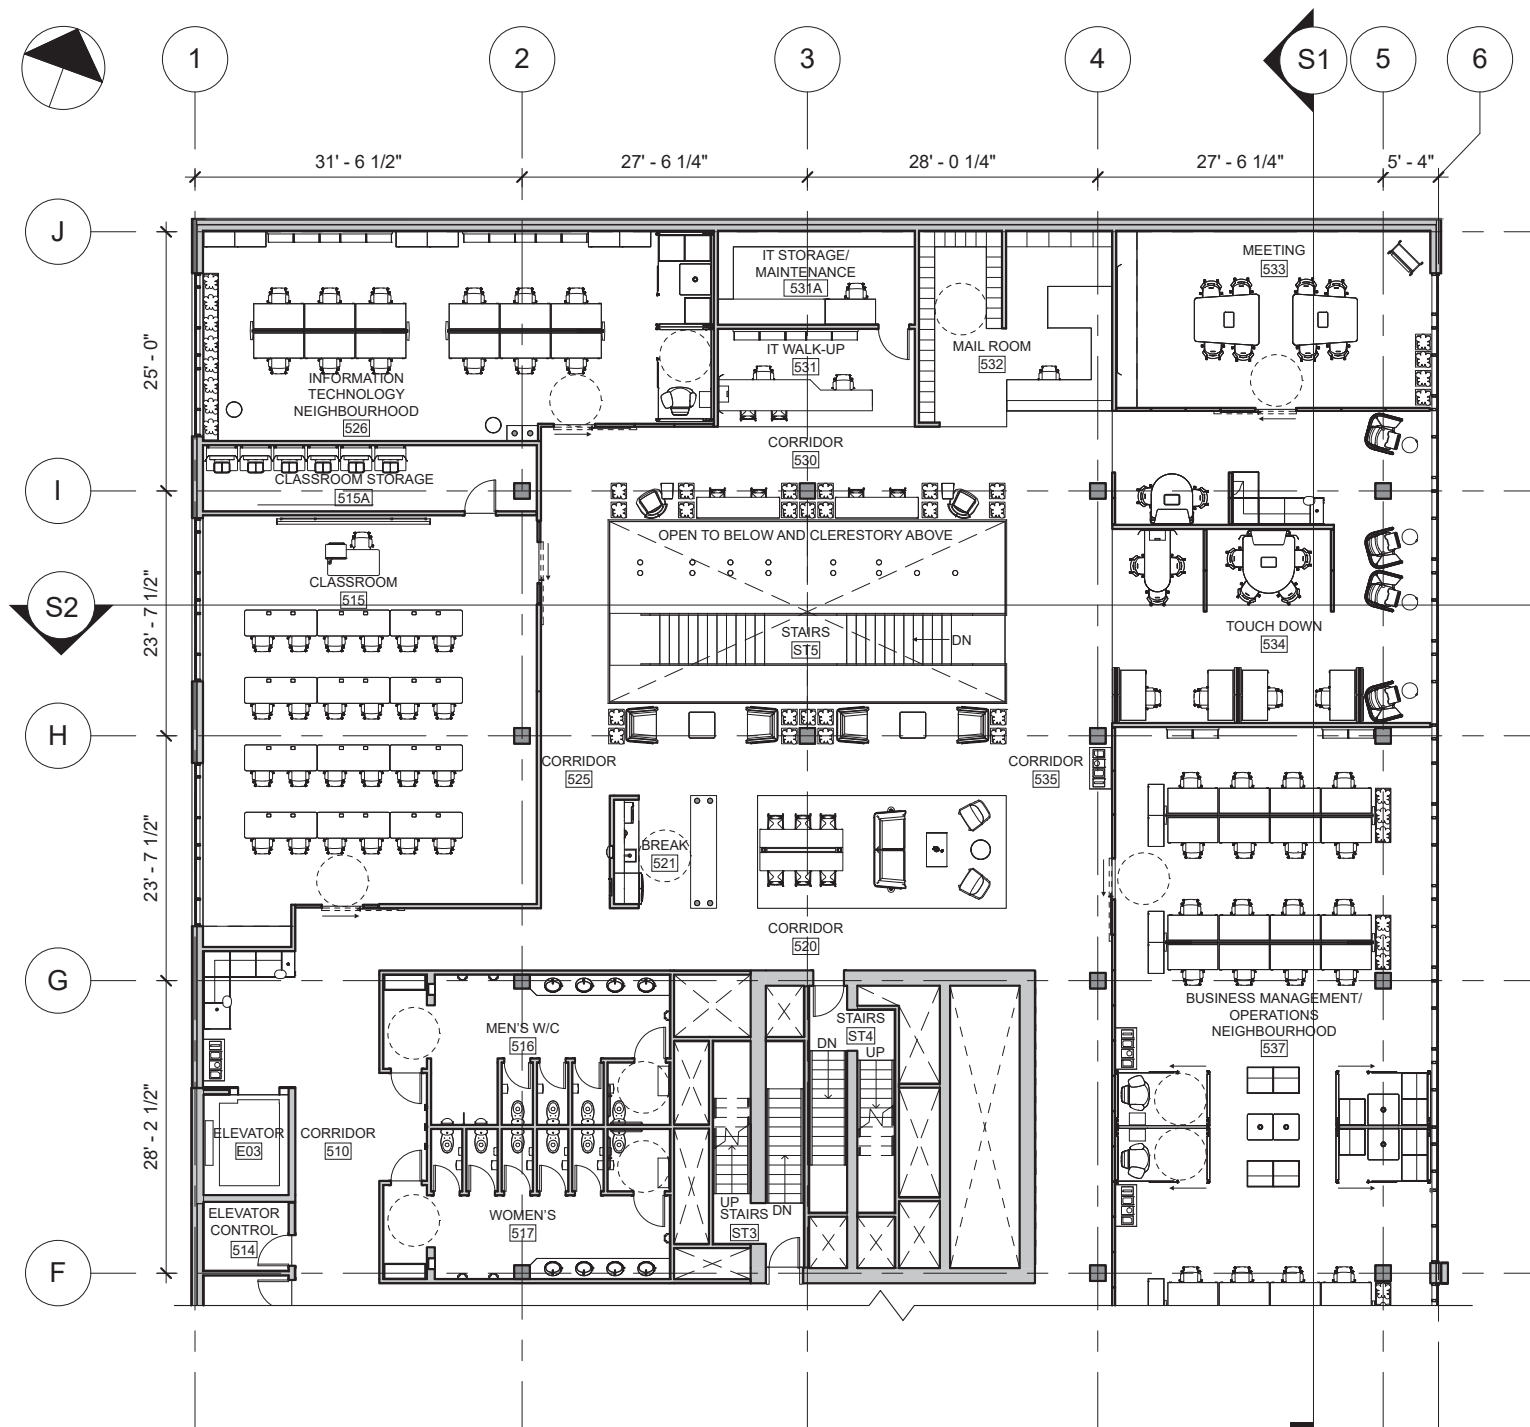 1
2
3
4
S1
5
6
31' - 6 1/2"
27' - 6 1/4"
28' - 0 1/4"
27' - 6 1/4"
5' - 4"
J
I
S2
H
G
F
25' - 0"
23' - 7 1/2"
23' - 7 1/2"
28' - 2 1/2"
IT STORAGE/
MAINTENANCE
531A
MEETING
533
IT WALK-UP
531
MAIL ROOM
532
INFORMATION
TECHNOLOGY
NEIGHBOURHOOD
526
CORRIDOR
530
CLASSROOM STORAGE
515A
OPEN TO BELOW AND CLERESTORY ABOVE
CLASSROOM
515
STAIRS
ST5
DN
TOUCH DOWN
534
CORRIDOR
525
CORRIDOR
535
BREAK
521
CORRIDOR
520
BUSINESS MANAGEMENT/
OPERATIONS
NEIGHBOURHOOD
537
MEN'S W/C
516
STAIRS
ST4
DN
UP
ELEVATOR
E03
CORRIDOR
510
ELEVATOR
CONTROL
514
WOMEN'S
517
UP
STAIRS
ST3
DN